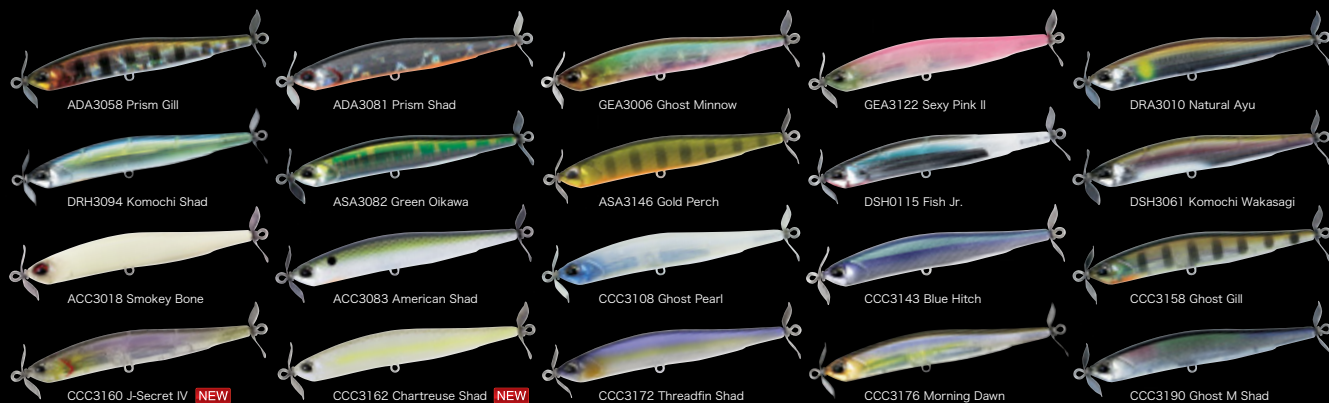 ADA3058 Prism Gill
ADA3081 Prism Shad
GEA3006 Ghost Minnow
GEA3122 Sexy Pink II
DRA3010 Natural Ayu
DRH3094 Komochi Shad
ASA3082 Green Oikawa
ASA3146 Gold Perch
DSH0115 Fish Jr.
DSH3061 Komochi Wakasagi
ACC3018 Smokey Bone
ACC3083 American Shad
CCC3108 Ghost Pearl
CCC3143 Blue Hitch
CCC3158 Ghost Gill
CCC3160 J-Secret IV NEW
CCC3162 Chartreuse Shad NEW
CCC3172 Threadfin Shad
CCC3176 Morning Dawn
CCC3190 Ghost M Shad